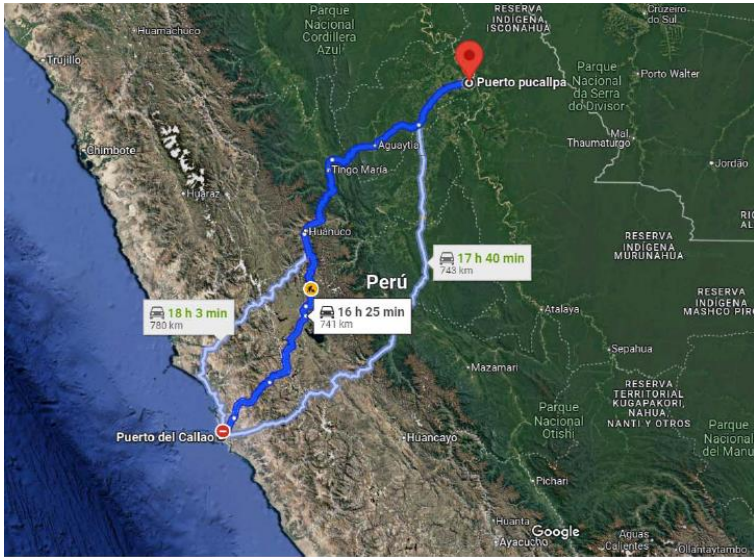 Parque
Nacional
Cordillera
Azul
RESERVA
INDÍGENA
ISCONAHUA
Cruzeiro
do Sul
Huamachuco
Trujillo
Puerto pucallpa
Parque
Nacional
da Serra
do Divisor
Porto Walter
Chimbote
Aguaytia
Mal.
Thaumaturgo
Tingo María
Jordão
Huaraz
Huanuco
RESERVA
INDÍGENA
MURUNAHUA
17 h 40 min
743 km
Perú
RESERVA
INDÍGENA
MASHCO PIRO
18 h 3 min
780 km
16 h 25 min
741 km
Atalaya
Sepahua
Mazamari
RESERVA
TERRITORIAL
KUGAPAKORI,
NAHUA,
NANTI Y OTROS
Parque
Nacional
Otishi
Parque
Nacional
del Manu
Puerto del Callao
Huancayo
Pichari
Huanta
Google
Ayacucho
Aguas
Calientes
Ollantaytambo